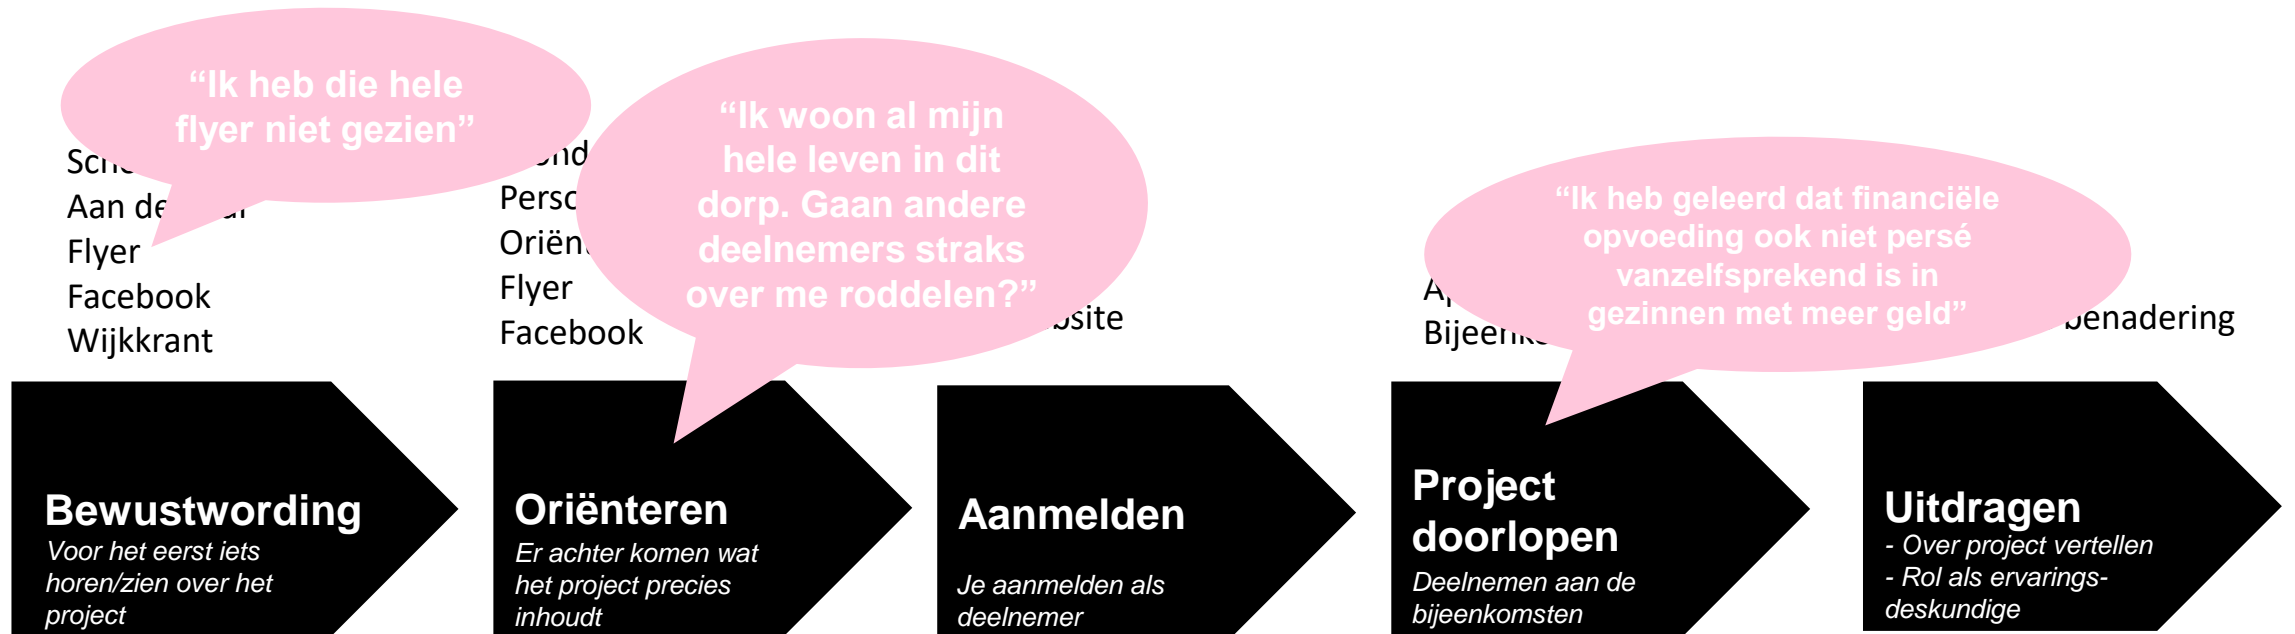 “Ik heb die hele
flyer niet gezien”
Aan de
Flyer
Facebook
Wijkkrant
“Ik woon al mijn
hele leven in dit
dorp. Gaan andere
deelnemers straks
over me roddelen?”
Flyer
Facebook
“Ik heb geleerd dat financiële
opvoeding ook niet persé
vanzelfsprekend is in
gezinnen met meer geld”
benadering
Bewustwording
Voor het eerst iets
horen/zien over het
project
Oriënteren
Er achter komen wat
het project precies
inhoudt
Aanmelden
Je aanmelden als
deelnemer
Project
doorlopen
Deelnemen aan de
bijeenkomsten
Uitdragen
- Over project vertellen
- Rol als ervarings-
deskundige